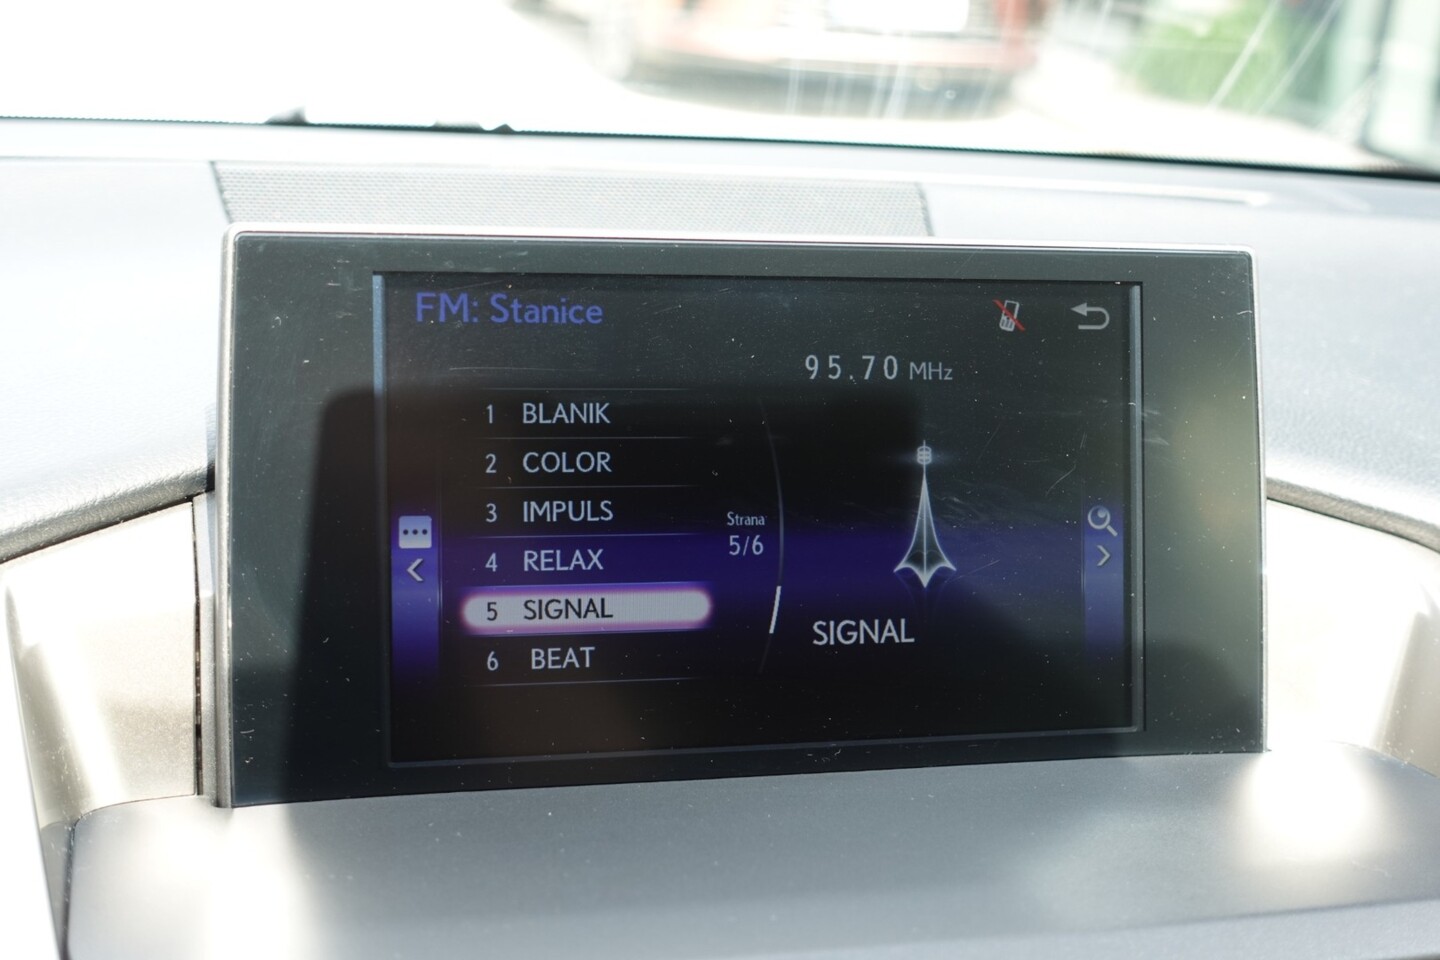 FM: Stanice
95.70 MHz
1 BLANIK
2 COLOR
3 IMPULS
4 RELAX
5 SIGNAL
6 BEAT
Strana
5/6
SIGNAL